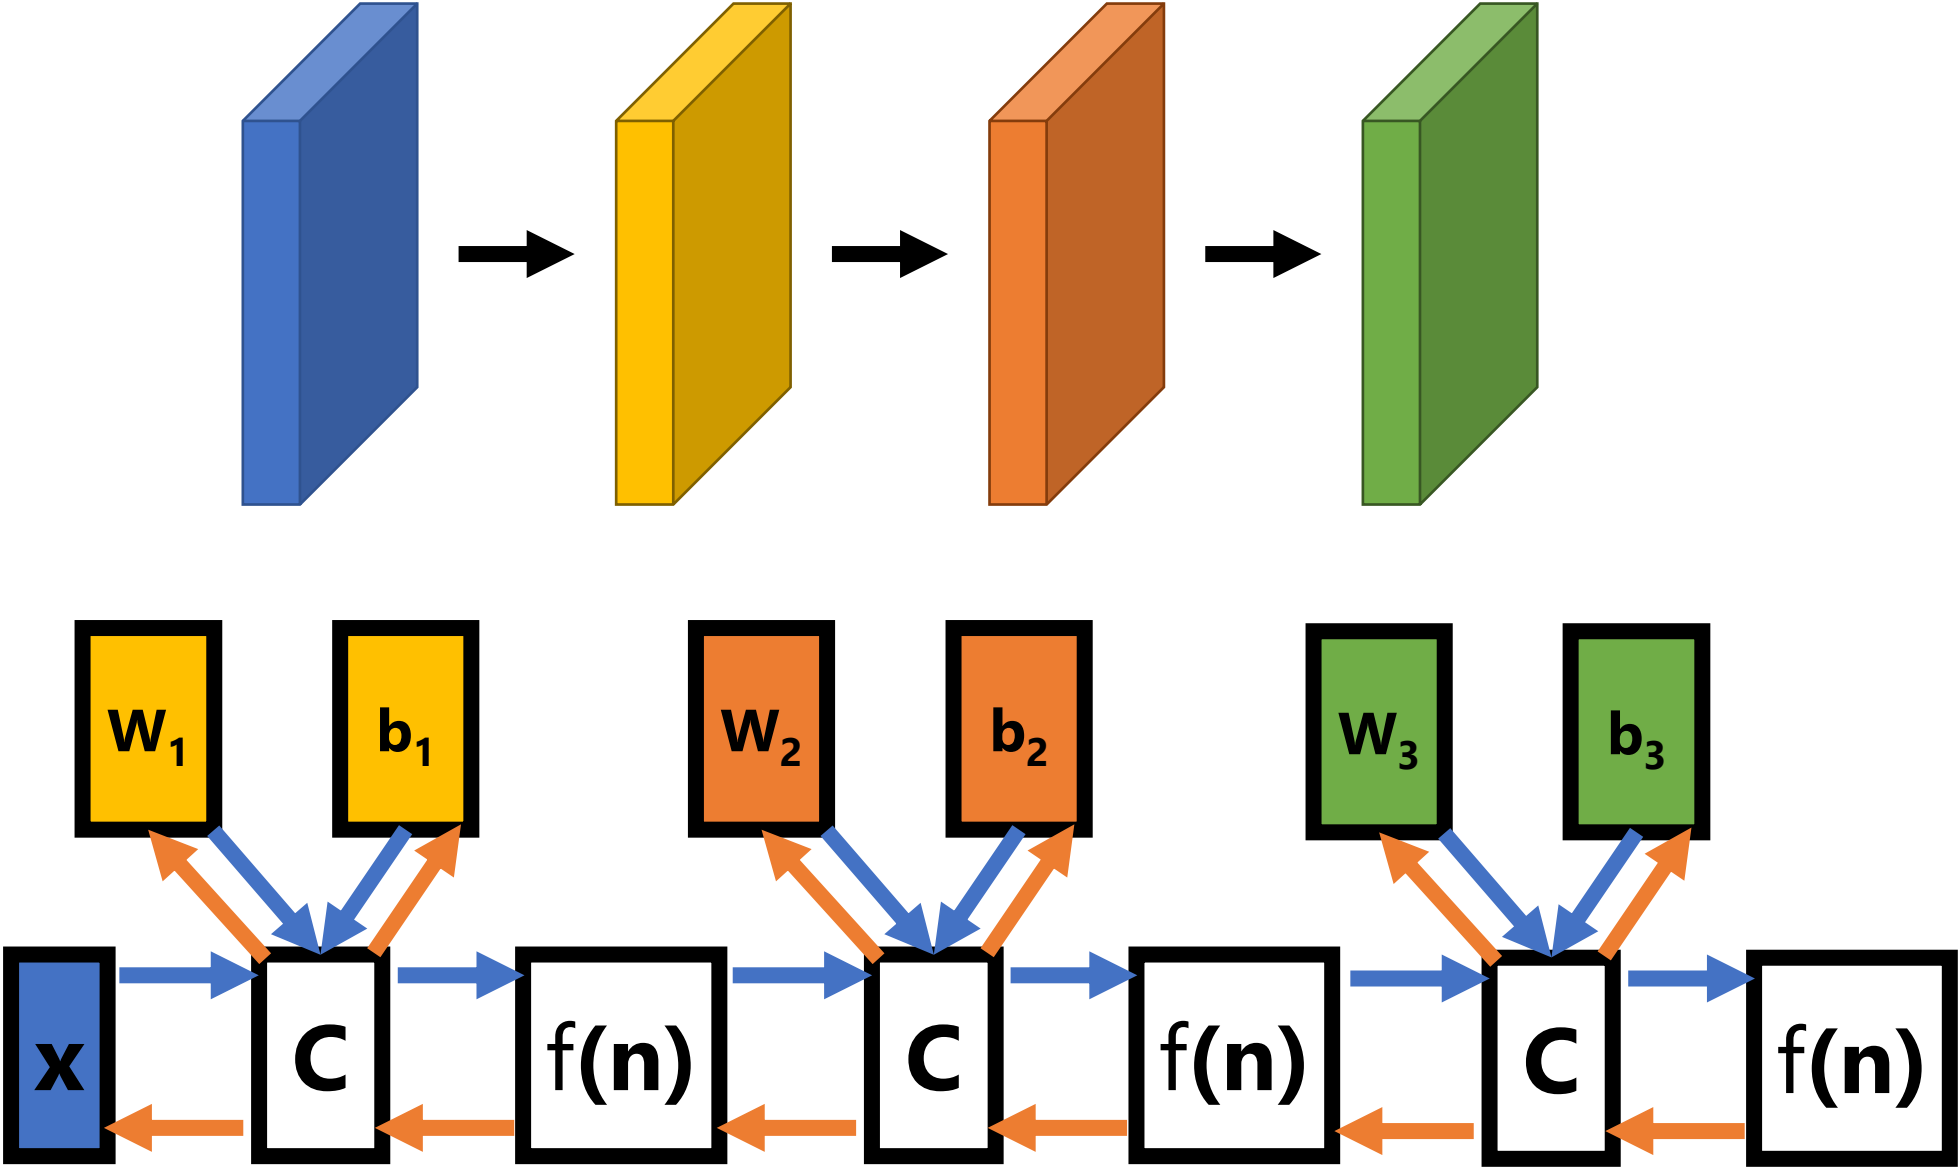 W₁ b₁ W₂ b₂ W₃ b₃
x C f(n) C f(n) C f(n)